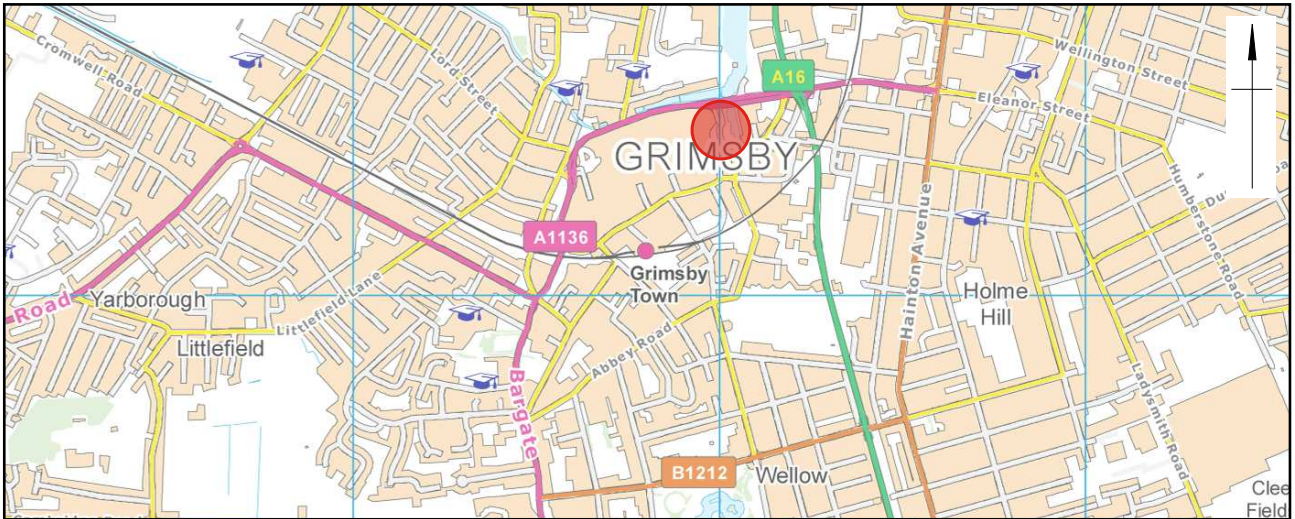 Cromwell Road
Lord Street
A16
Wellington Street
Eleanor Street
GRIMSBY
Humberstone Road
Hainton Avenue
A1136
Grimsby
Town
Holme
Hill
Road
Yarborough
Littlefield Lane
Littlefield
Abbey Road
Bargate
Ladysmith Road
B1212
Wellow
Clee
Field